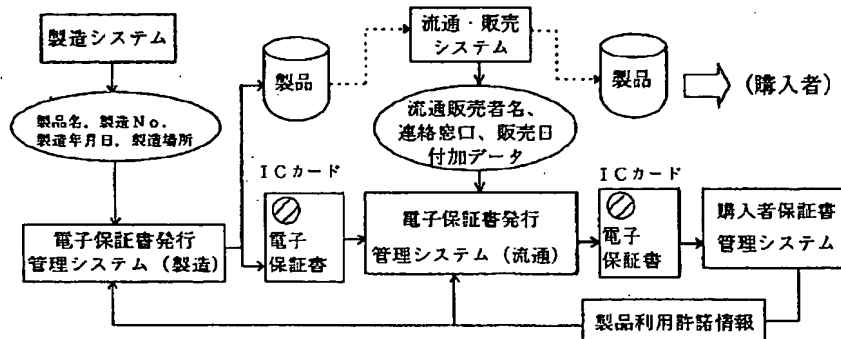 製造システム
製品
流通・販売
システム
製品
(購入者)
製品名，製造No．
製造年月日，製造場所
流通販売者名、
連絡窓口、販売日
付加データ
ICカード
ICカード
電子保証書発行
管理システム（製造）
電子
保証書
電子保証書発行
管理システム（流通）
電子
保証書
購入者保証書
管理システム
製品利用許諾情報